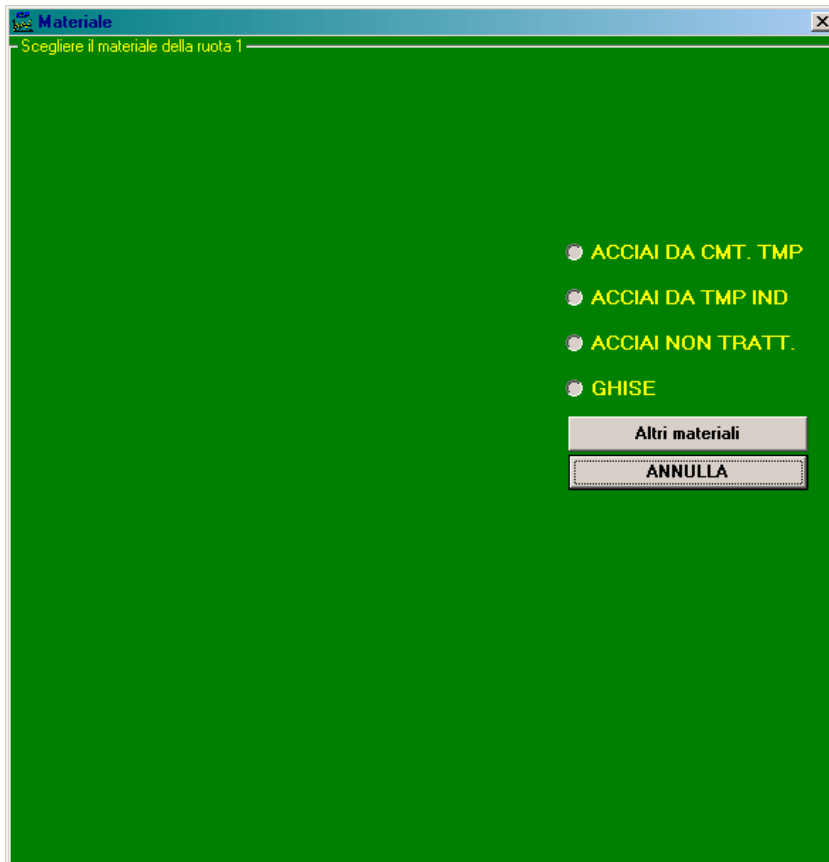 Materiale
Scegliere il materiale della ruota 1
ACCIAI DA CMT. TMP
ACCIAI DA TMP IND
ACCIAI NON TRATT.
GHISE
Altri materiali
ANNULLA